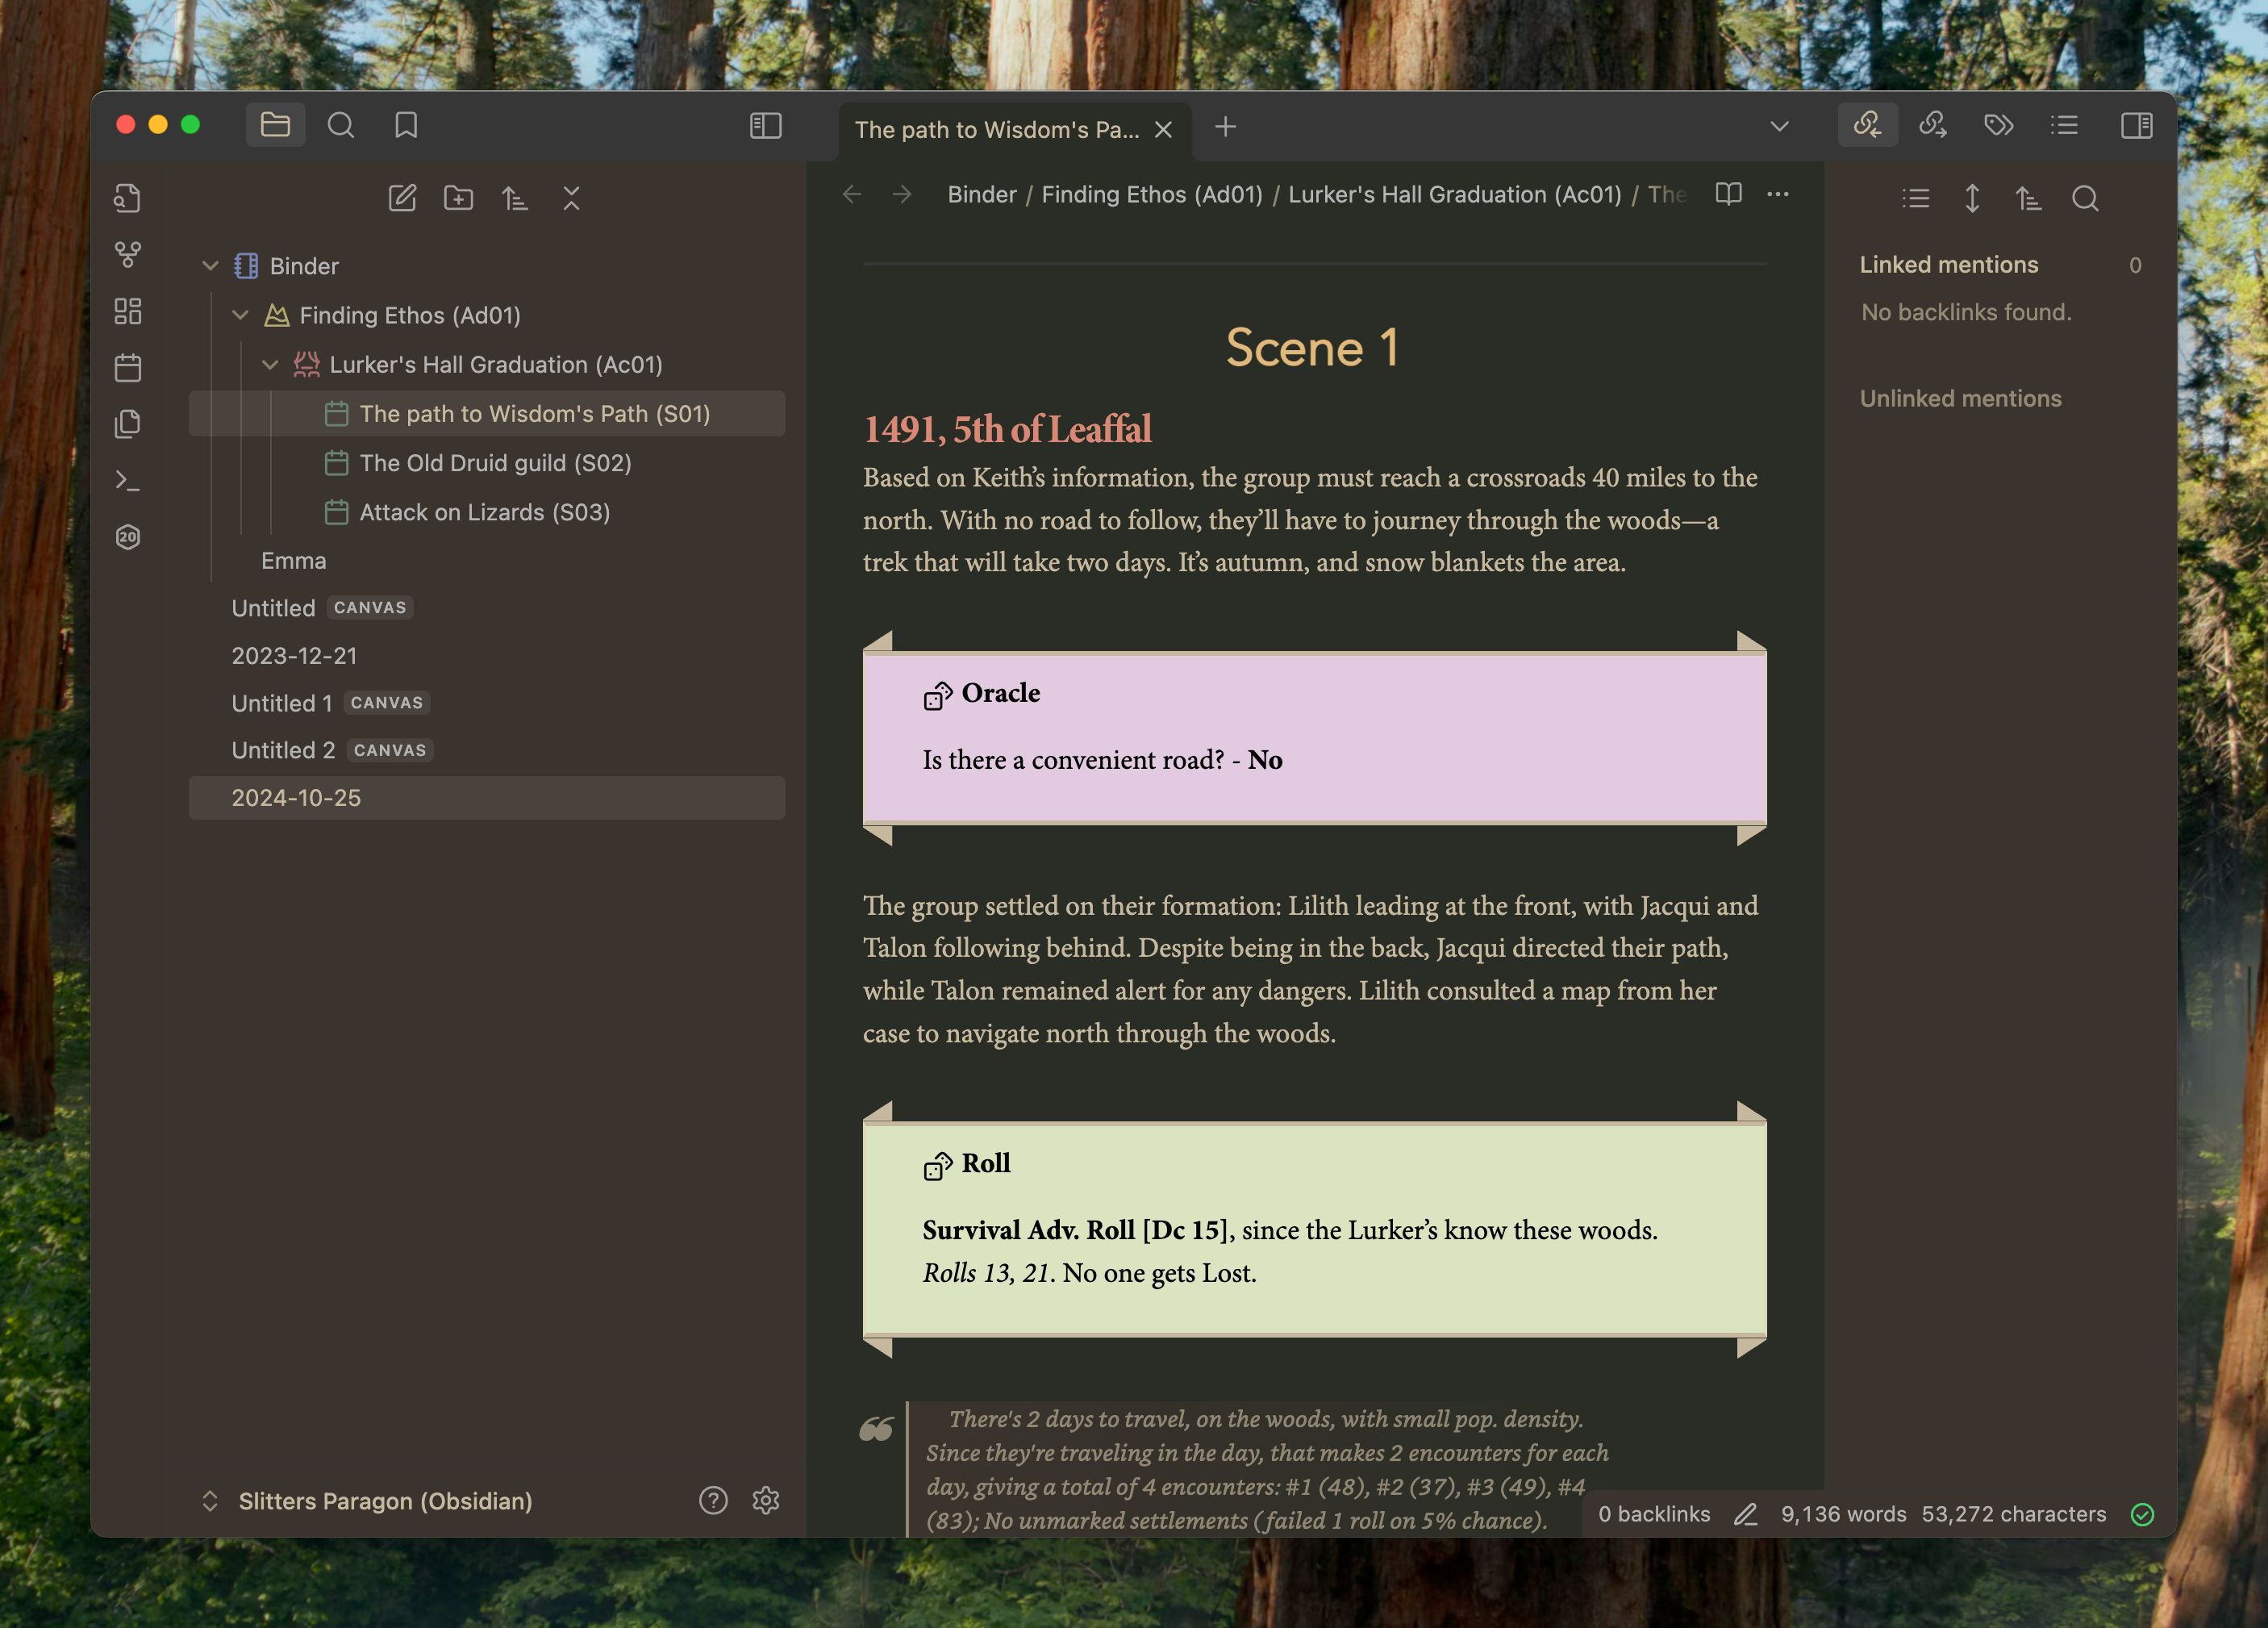 The path to Wisdom's Pa...
Binder / Finding Ethos (Ad01) / Lurker's Hall Graduation (Ac01) / The
20
Binder
Finding Ethos (Ad01)
Lurker's Hall Graduation (Ac01)
The path to Wisdom's Path (S01)
The Old Druid guild (S02)
Attack on Lizards (S03)
Emma
Untitled CANVAS
2023-12-21
Untitled 1 CANVAS
Untitled 2 CANVAS
2024-10-25
Slitters Paragon (Obsidian)
Scene 1
1491, 5th of Leaffal
Based on Keith’s information, the group must reach a crossroads 40 miles to the
north. With no road to follow, they’ll have to journey through the woods—a
trek that will take two days. It’s autumn, and snow blankets the area.
Oracle
Is there a convenient road? - No
The group settled on their formation: Lilith leading at the front, with Jacqui and
Talon following behind. Despite being in the back, Jacqui directed their path,
while Talon remained alert for any dangers. Lilith consulted a map from her
case to navigate north through the woods.
Roll
Survival Adv. Roll [Dc 15], since the Lurker’s know these woods.
Rolls 13, 21. No one gets Lost.
There's 2 days to travel, on the woods, with small pop. density.
Since they're traveling in the day, that makes 2 encounters for each
day, giving a total of 4 encounters: #1 (48), #2 (37), #3 (49), #4
(83); No unmarked settlements (failed 1 roll on 5% chance).
Linked mentions 0
No backlinks found.
Unlinked mentions
0 backlinks 9,136 words 53,272 characters